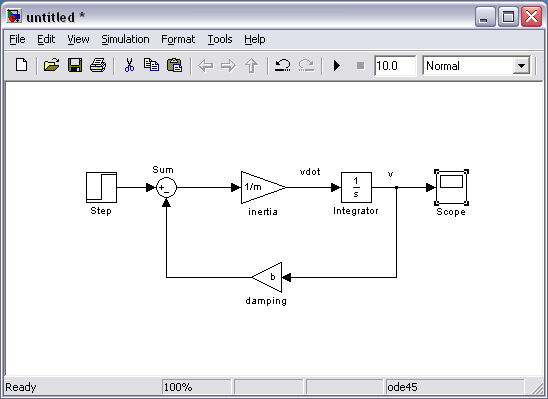 untitled *
File Edit View Simulation Format Tools Help
10.0 Normal
Sum
vdot
v
+
-
1/m
1
s
Step
inertia
Integrator
Scope
b
damping
Ready 100% ode45